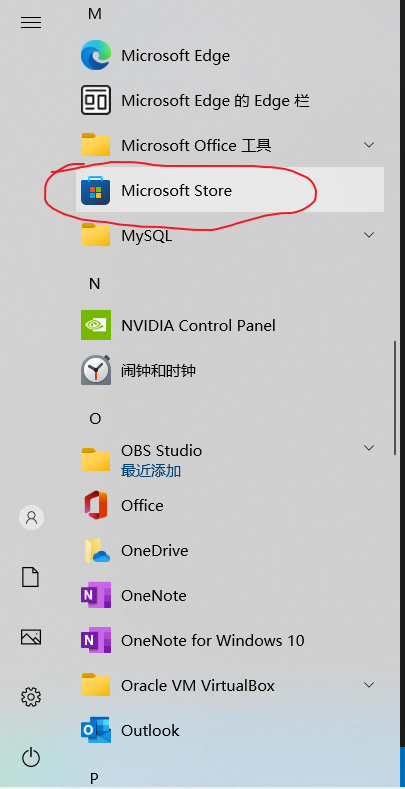 M
Microsoft Edge
Microsoft Edge 的 Edge 栏
Microsoft Office 工具
Microsoft Store
MySQL
N
NVIDIA Control Panel
闹钟和时钟
O
OBS Studio
最近添加
Office
OneDrive
OneNote
OneNote for Windows 10
Oracle VM VirtualBox
Outlook
P